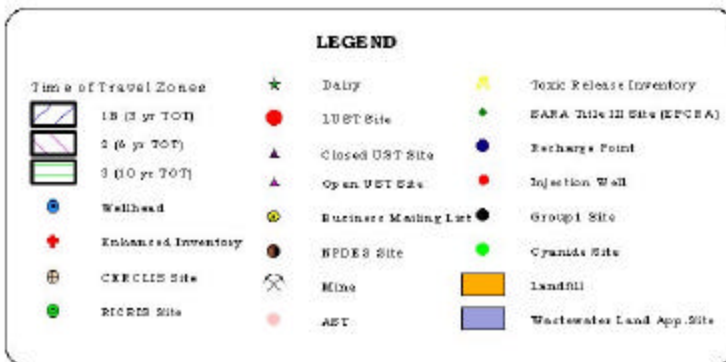 LEGEND
Time of Travel Zones
1B (3 yr TOT)
2 (6 yr TOT)
3 (10 yr TOT)
Wellhead
Enhanced Inventory
CERCLIS Site
RICRIS Site
Dairy
LUST Site
Closed UST Site
Open UST Site
Business Mailing List
NPDES Site
Mine
AST
Toxic Release Inventory
SARA Title III Site (EPCRA)
Recharge Point
Injection Well
Group1 Site
Cyanide Site
Landfill
Wastewater Land App. Site